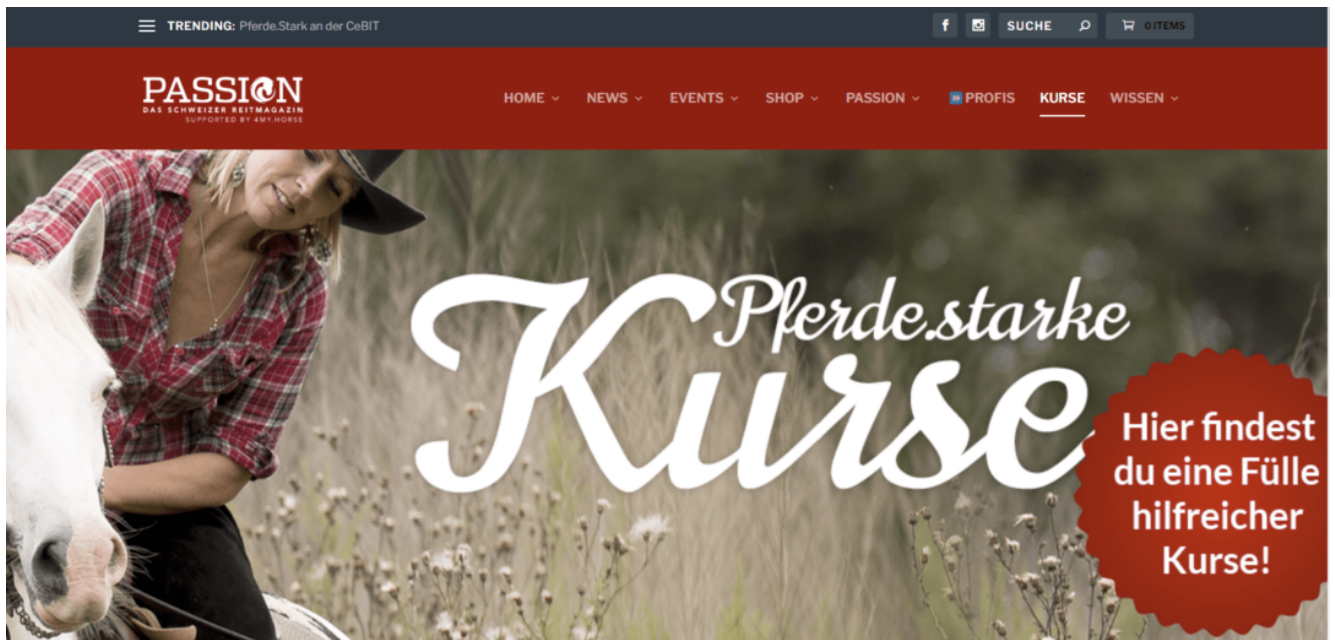 TRENDING: Pferde.Stark an der CeBIT
SUCHE
0 ITEMS
PASSION
DAS SCHWEIZER REITMAGAZIN
SUPPORTED BY 4MY.HORSE
HOME NEWS EVENTS SHOP PASSION PROFIS KURSE WISSEN
Pferde.starke
Kurse
Hier findest
du eine Fülle
hilfreicher
Kurse!